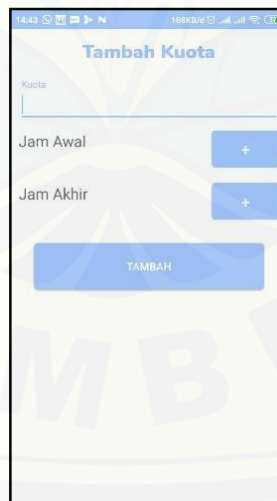 14:43 108KB/d
Tambah Kuota
Kuota
Jam Awal +
Jam Akhir +
TAMBAH